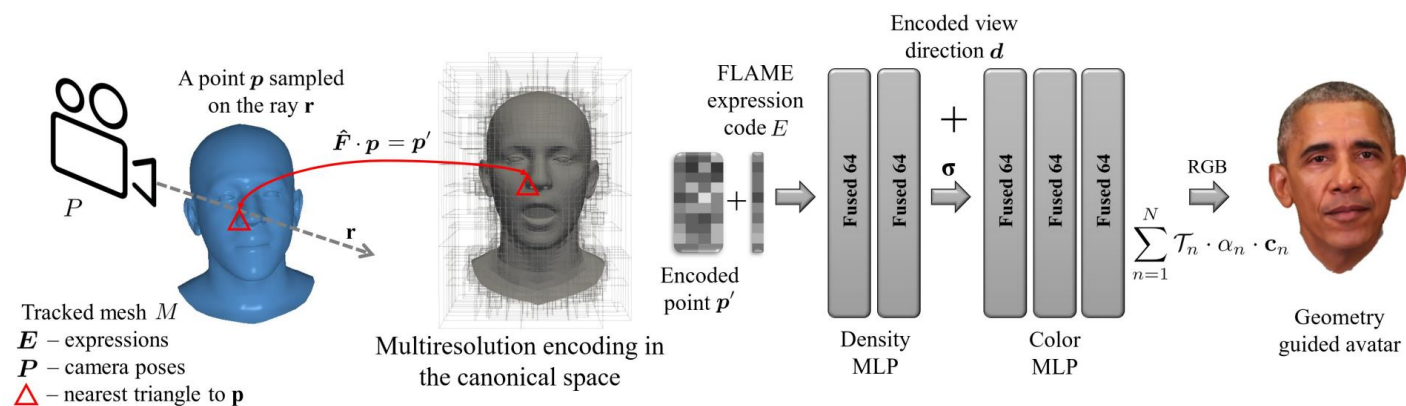 A point p sampled
on the ray r
F̂ · p = p′
P
r
Tracked mesh M
E – expressions
P – camera poses
– nearest triangle to p
Multiresolution encoding in
the canonical space
FLAME
expression
code E
+
Encoded
point p′
Fused 64
Fused 64
Density
MLP
Encoded view
direction d
+
σ
Fused 64
Fused 64
Fused 64
Color
MLP
RGB
N
∑ 𝒯n · αn · cn
n=1
Geometry
guided avatar